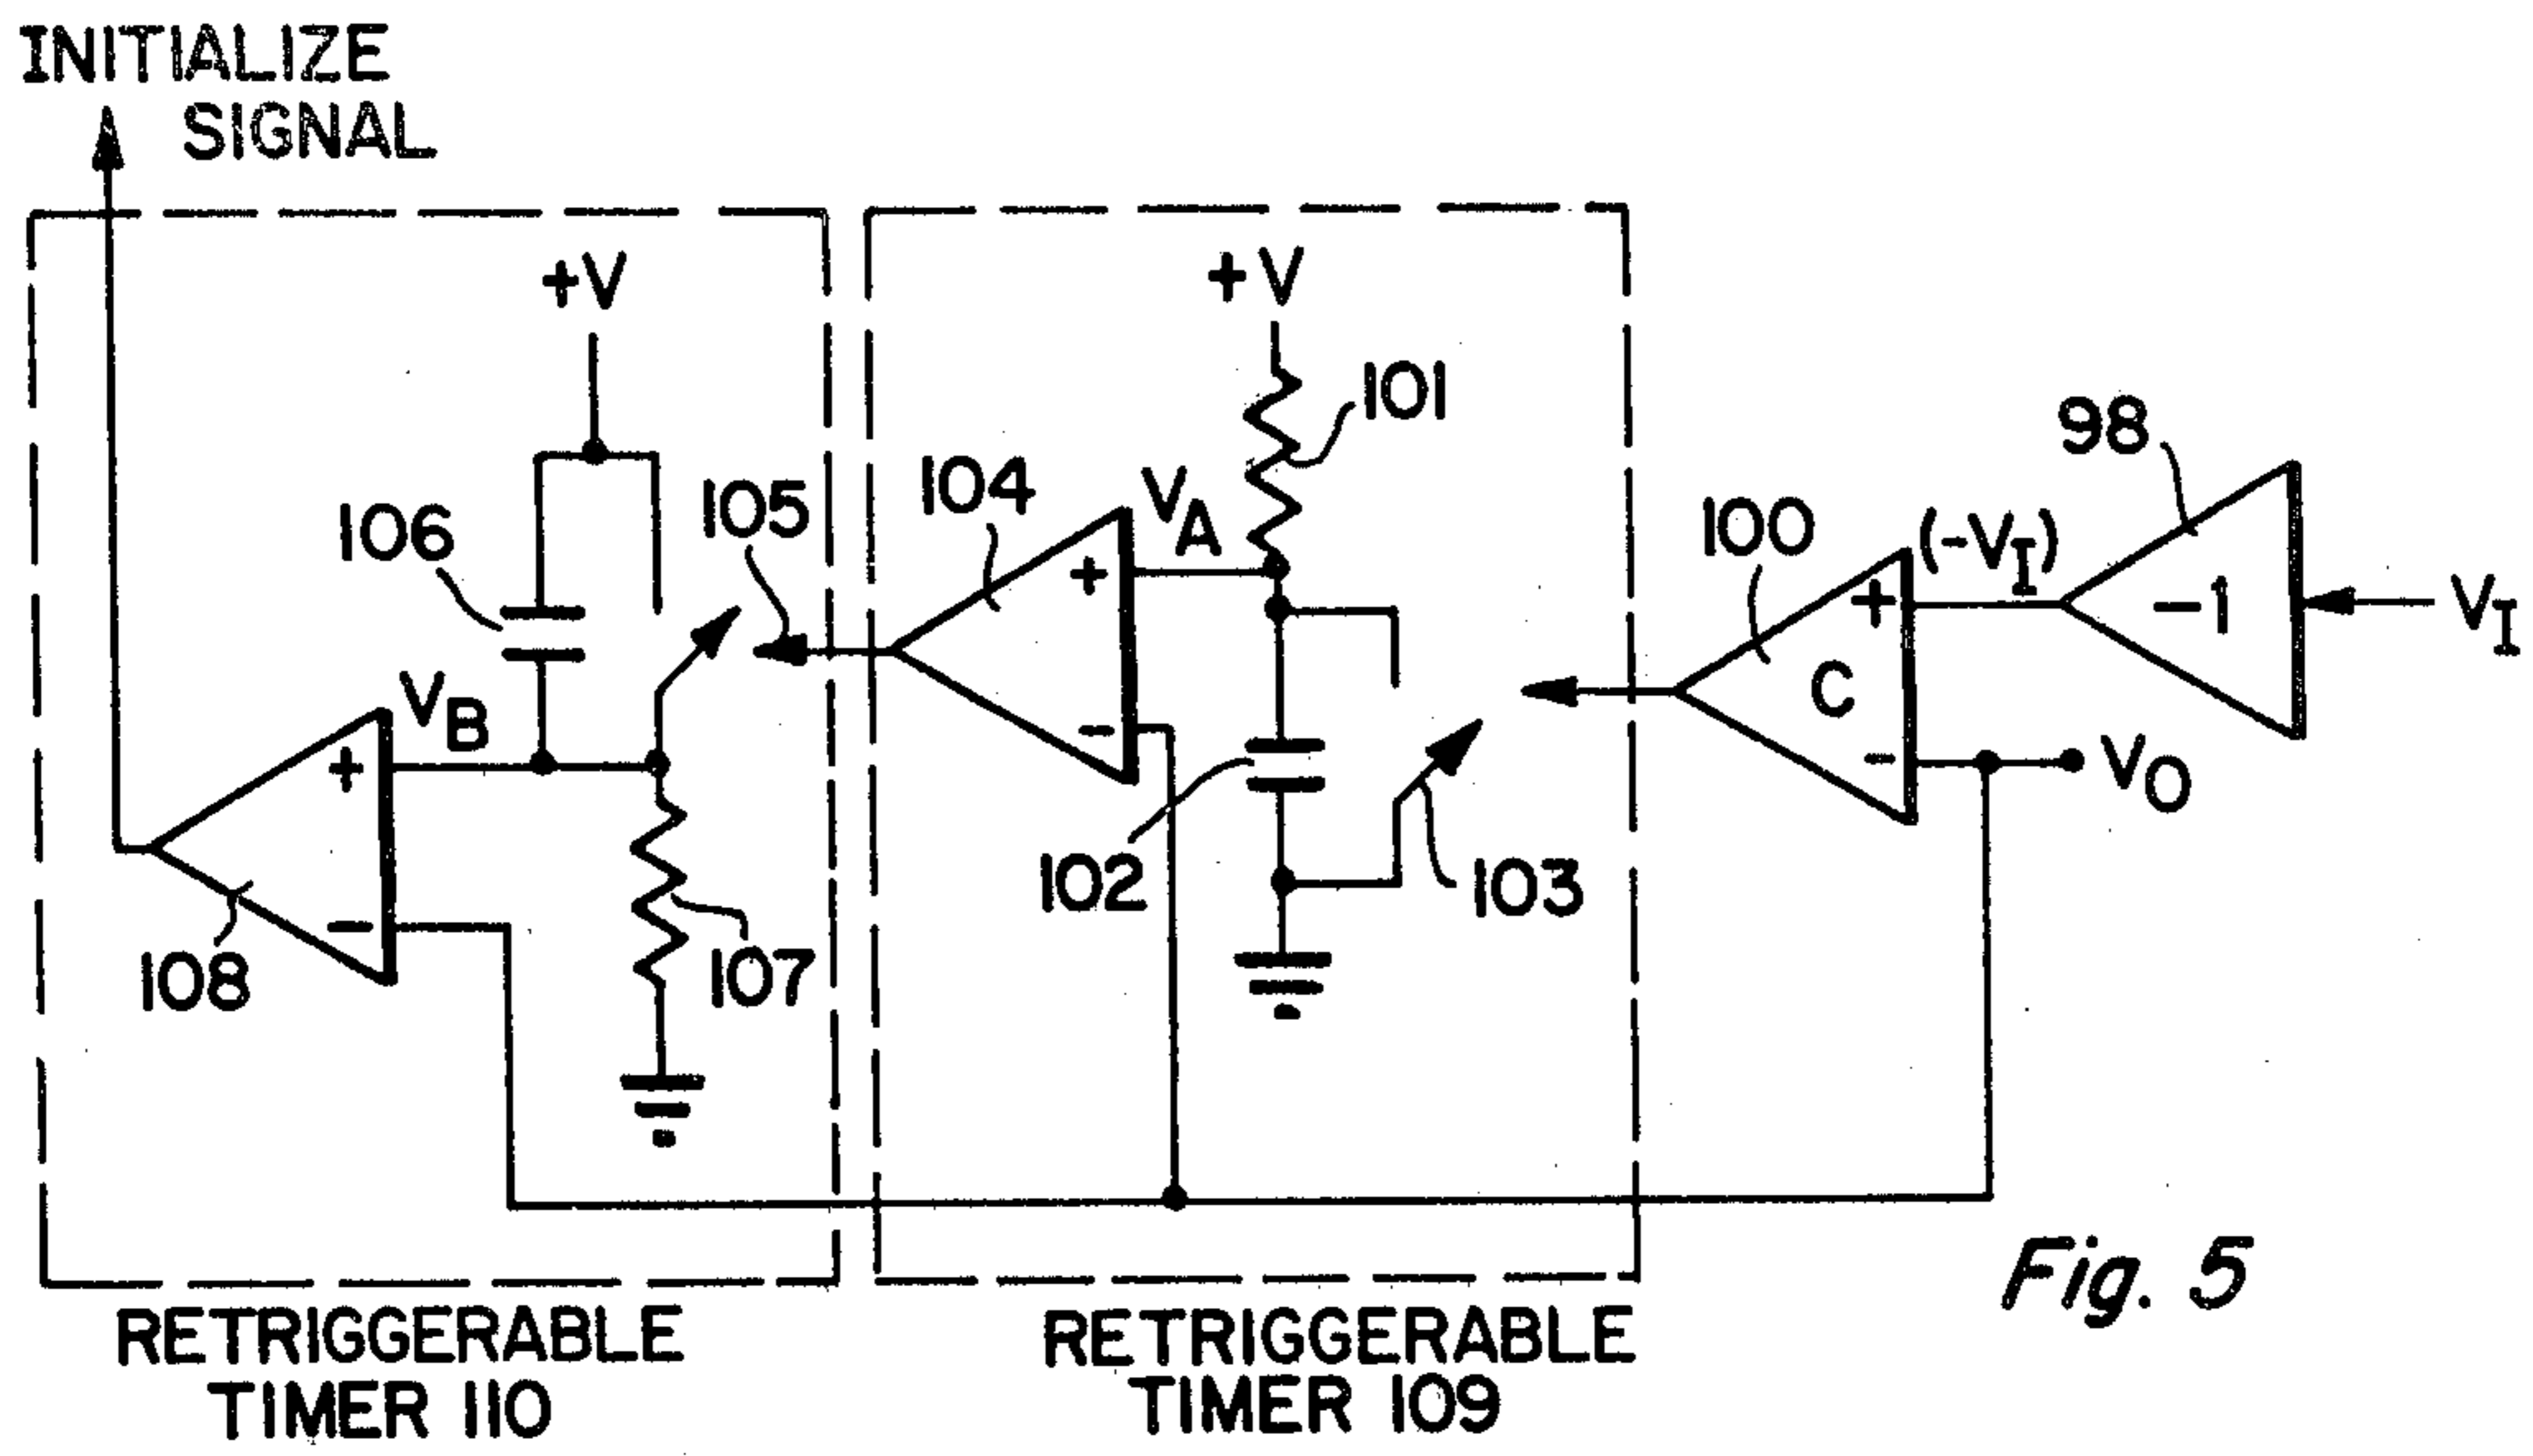 INITIALIZE
SIGNAL
+V
+V
101
98
104
VA
105
106
100
(-VI)
+
+
-1
VI
C
VB
-
-
VO
+
102
103
-
108
107
Fig. 5
RETRIGGERABLE
TIMER 110
RETRIGGERABLE
TIMER 109